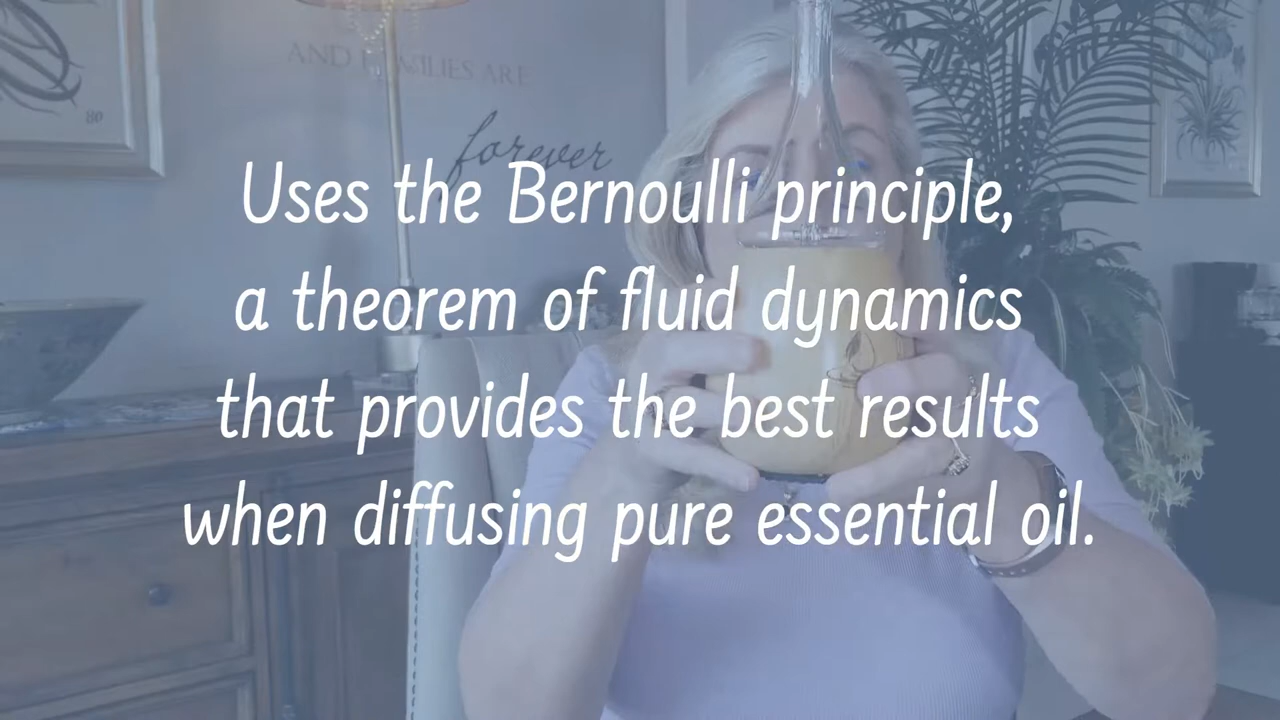 80
AND FAMILIES ARE
forever
Uses the Bernoulli principle,
a theorem of fluid dynamics
that provides the best results
when diffusing pure essential oil.